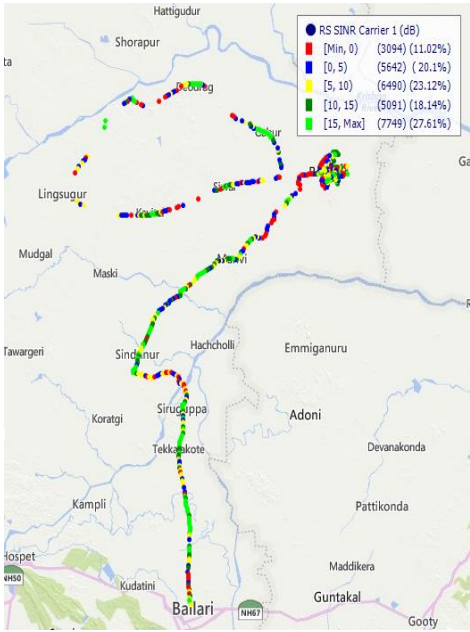 Hattigudur
Shorapur
RS SINR Carrier 1 (dB)
[Min, 0) (3094) (11.02%)
[0, 5) (5642) ( 20.1%)
[5, 10) (6490) (23.12%)
[10, 15) (5091) (18.14%)
[15, Max] (7749) (27.61%)
Lingsugur
Mudgal
Maski
Tawargeri
Hachcholli
Emmiganuru
Sindhanur
Koratgi
Siruguppa
Adoni
Tekkalakote
Devanakonda
Kampli
Pattikonda
Hospet
NH50
Maddikera
Kudatini
Guntakal
Ballari
NH67
Gooty